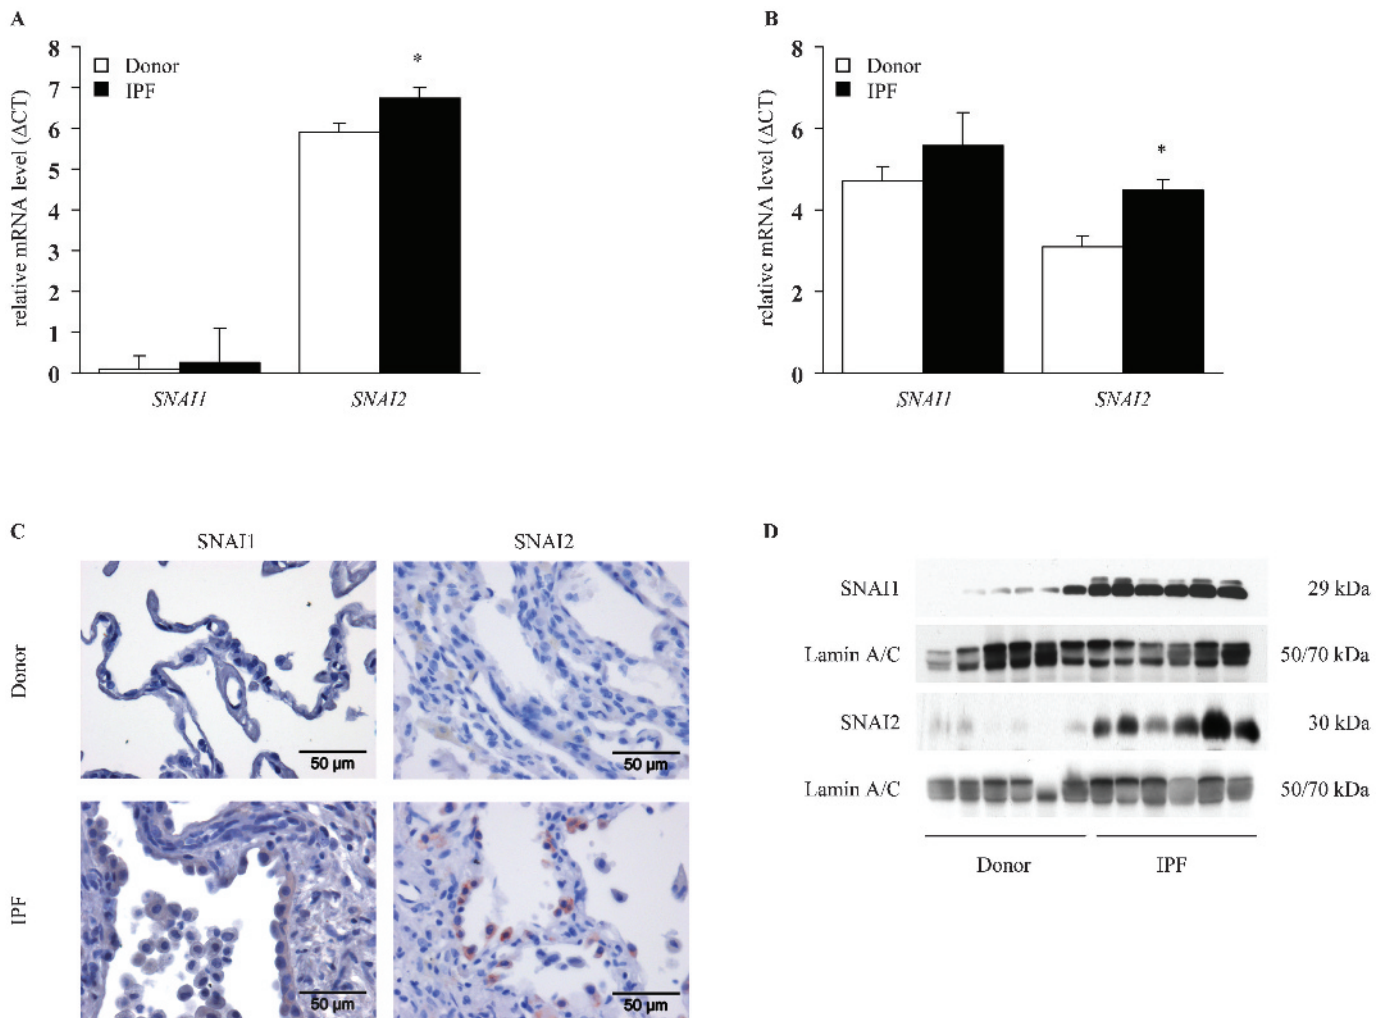 A
8
7
6
5
4
3
2
1
0
relative mRNA level (ΔCT)
Donor
IPF
*
SNAI1
SNAI2
B
8
6
4
2
0
relative mRNA level (ΔCT)
Donor
IPF
*
SNAI1
SNAI2
C
SNAI1
SNAI2
Donor
50 µm
50 µm
IPF
50 µm
50 µm
D
SNAI1
29 kDa
Lamin A/C
50/70 kDa
SNAI2
30 kDa
Lamin A/C
50/70 kDa
Donor
IPF